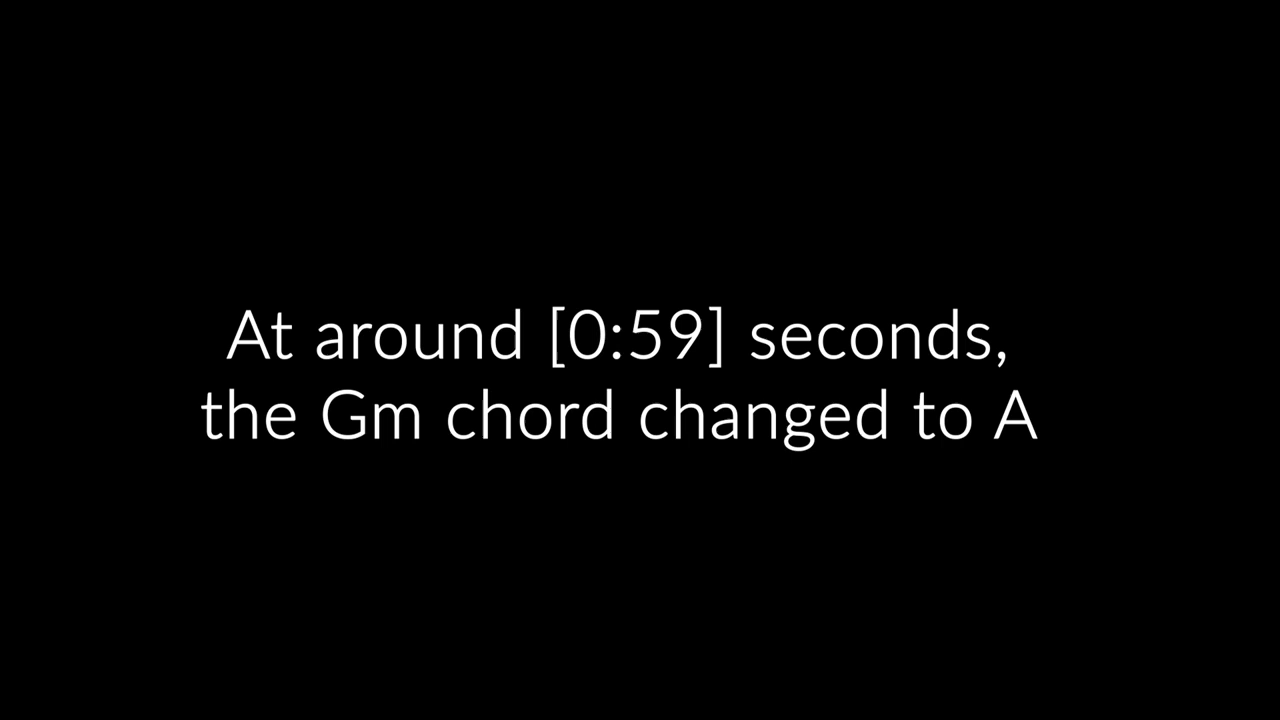 At around [0:59] seconds,
the Gm chord changed to A